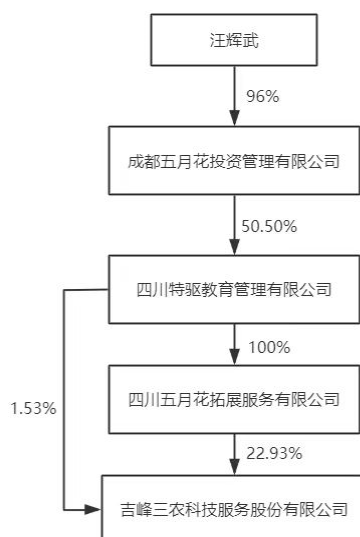 汪辉武
96%
成都五月花投资管理有限公司
50.50%
四川特驱教育管理有限公司
100%
1.53%
四川五月花拓展服务有限公司
22.93%
吉峰三农科技服务股份有限公司